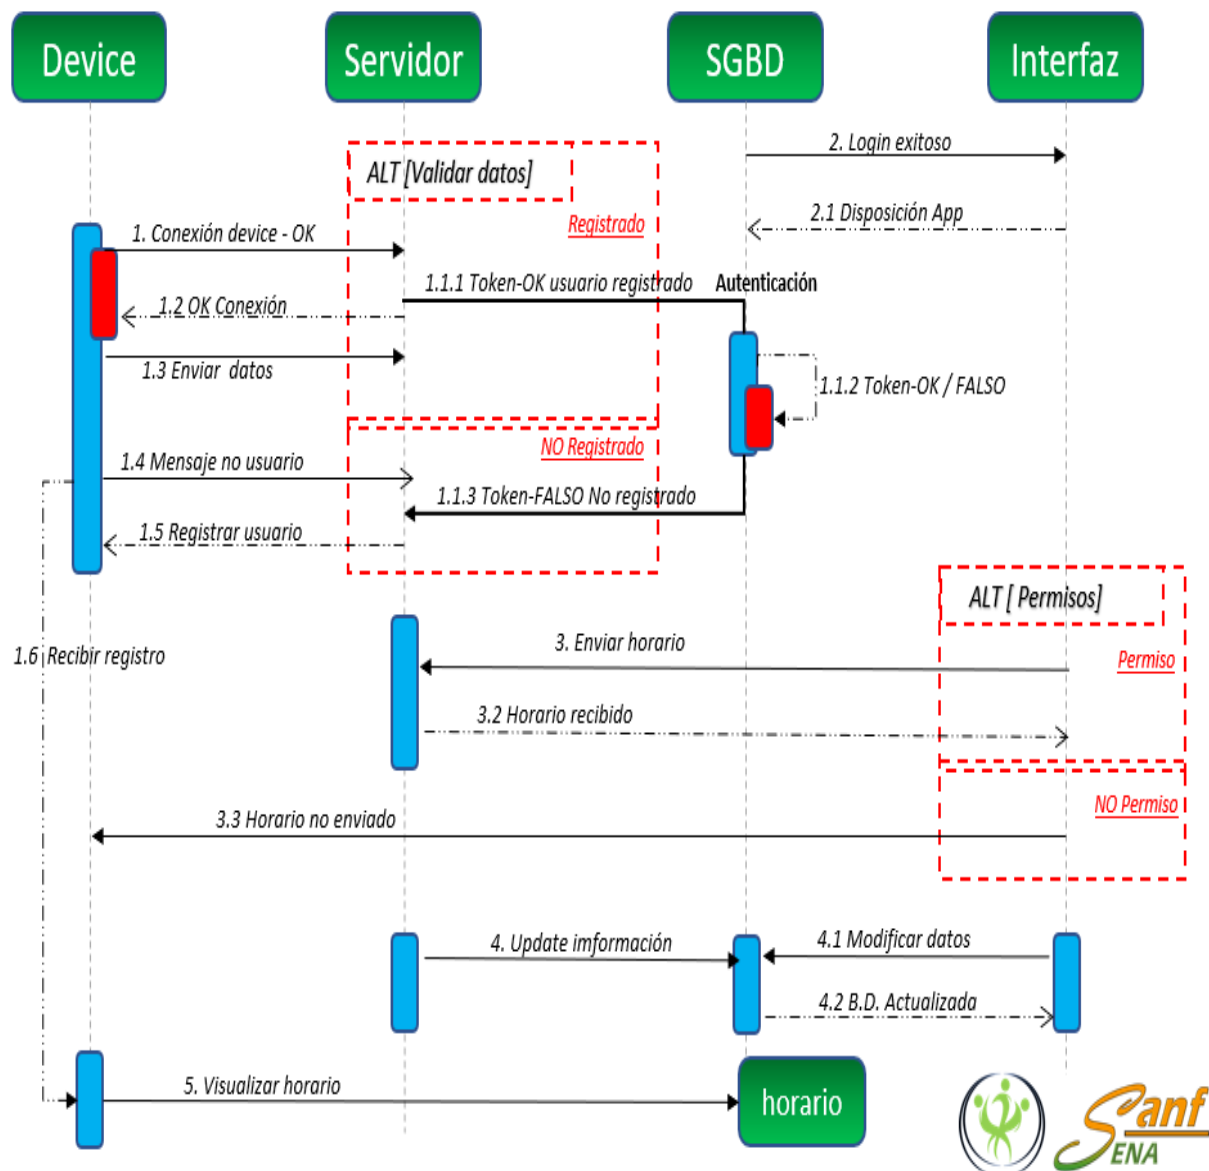 Device
Servidor
SGBD
Interfaz
2. Login exitoso
ALT [Validar datos]
Registrado
2.1 Disposición App
1. Conexión device - OK
1.1.1 Token-OK usuario registrado
Autenticación
1.2 OK Conexión
1.3 Enviar datos
1.1.2 Token-OK / FALSO
NO Registrado
1.4 Mensaje no usuario
1.1.3 Token-FALSO No registrado
1.5 Registrar usuario
ALT [ Permisos]
1.6 Recibir registro
3. Enviar horario
Permiso
3.2 Horario recibido
NO Permiso
3.3 Horario no enviado
4. Update imformación
4.1 Modificar datos
4.2 B.D. Actualizada
5. Visualizar horario
horario
Sanf
SENA